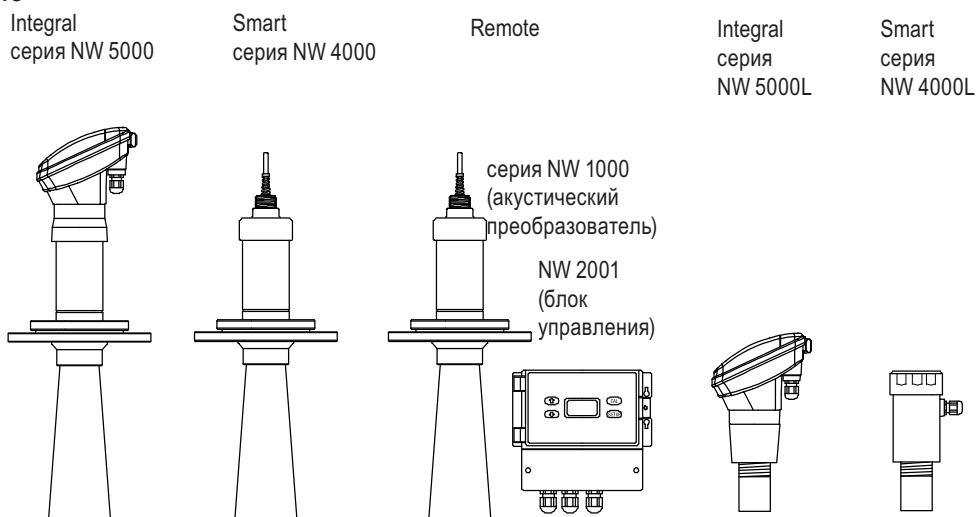 Integral
серия NW 5000
Smart
серия NW 4000
Remote
Integral
серия
NW 5000L
Smart
серия
NW 4000L
серия NW 1000
(акустический
преобразователь)
NW 2001
(блок
управления)
CAL